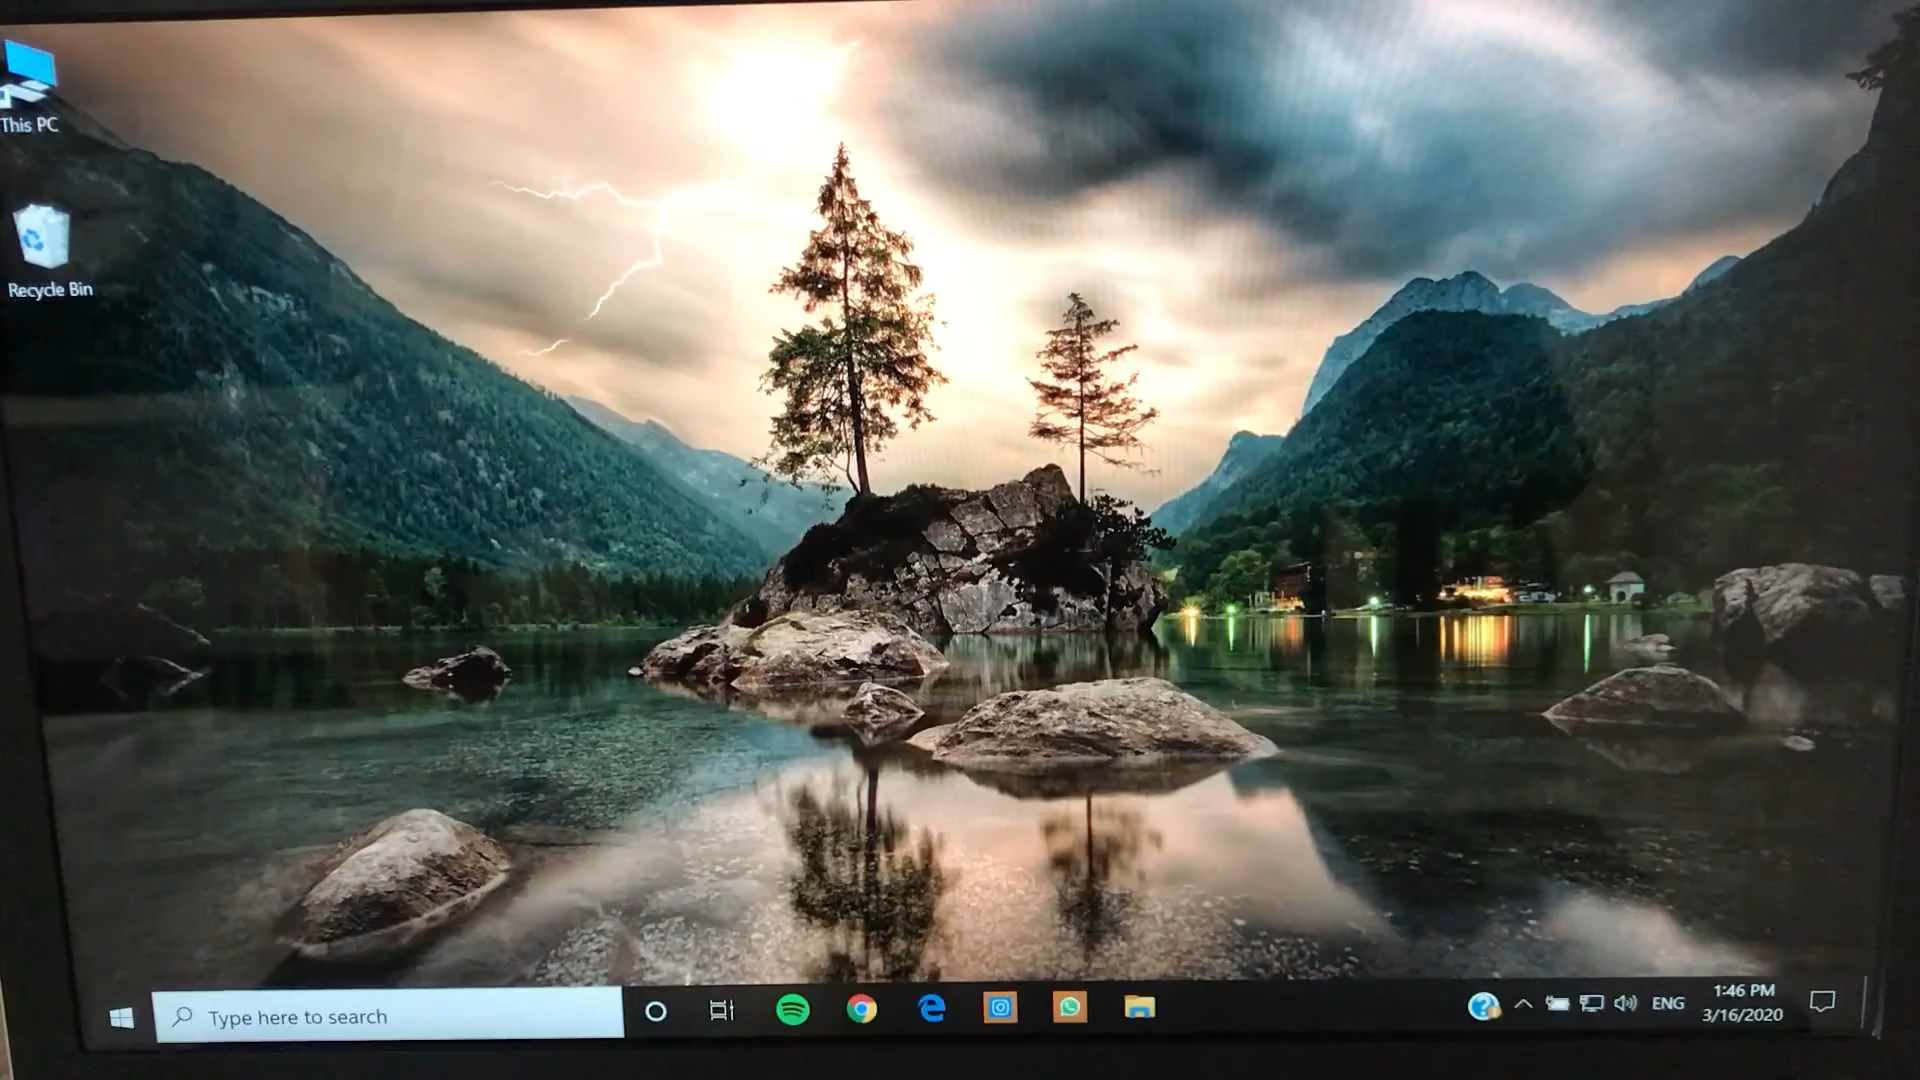 This PC
Recycle Bin
Type here to search
ENG
1:46 PM
3/16/2020